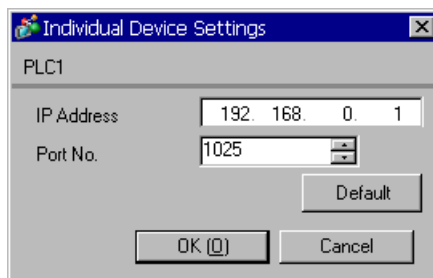 Individual Device Settings
PLC1
IP Address 192. 168. 0. 1
Port No. 1025
Default
OK (O) Cancel